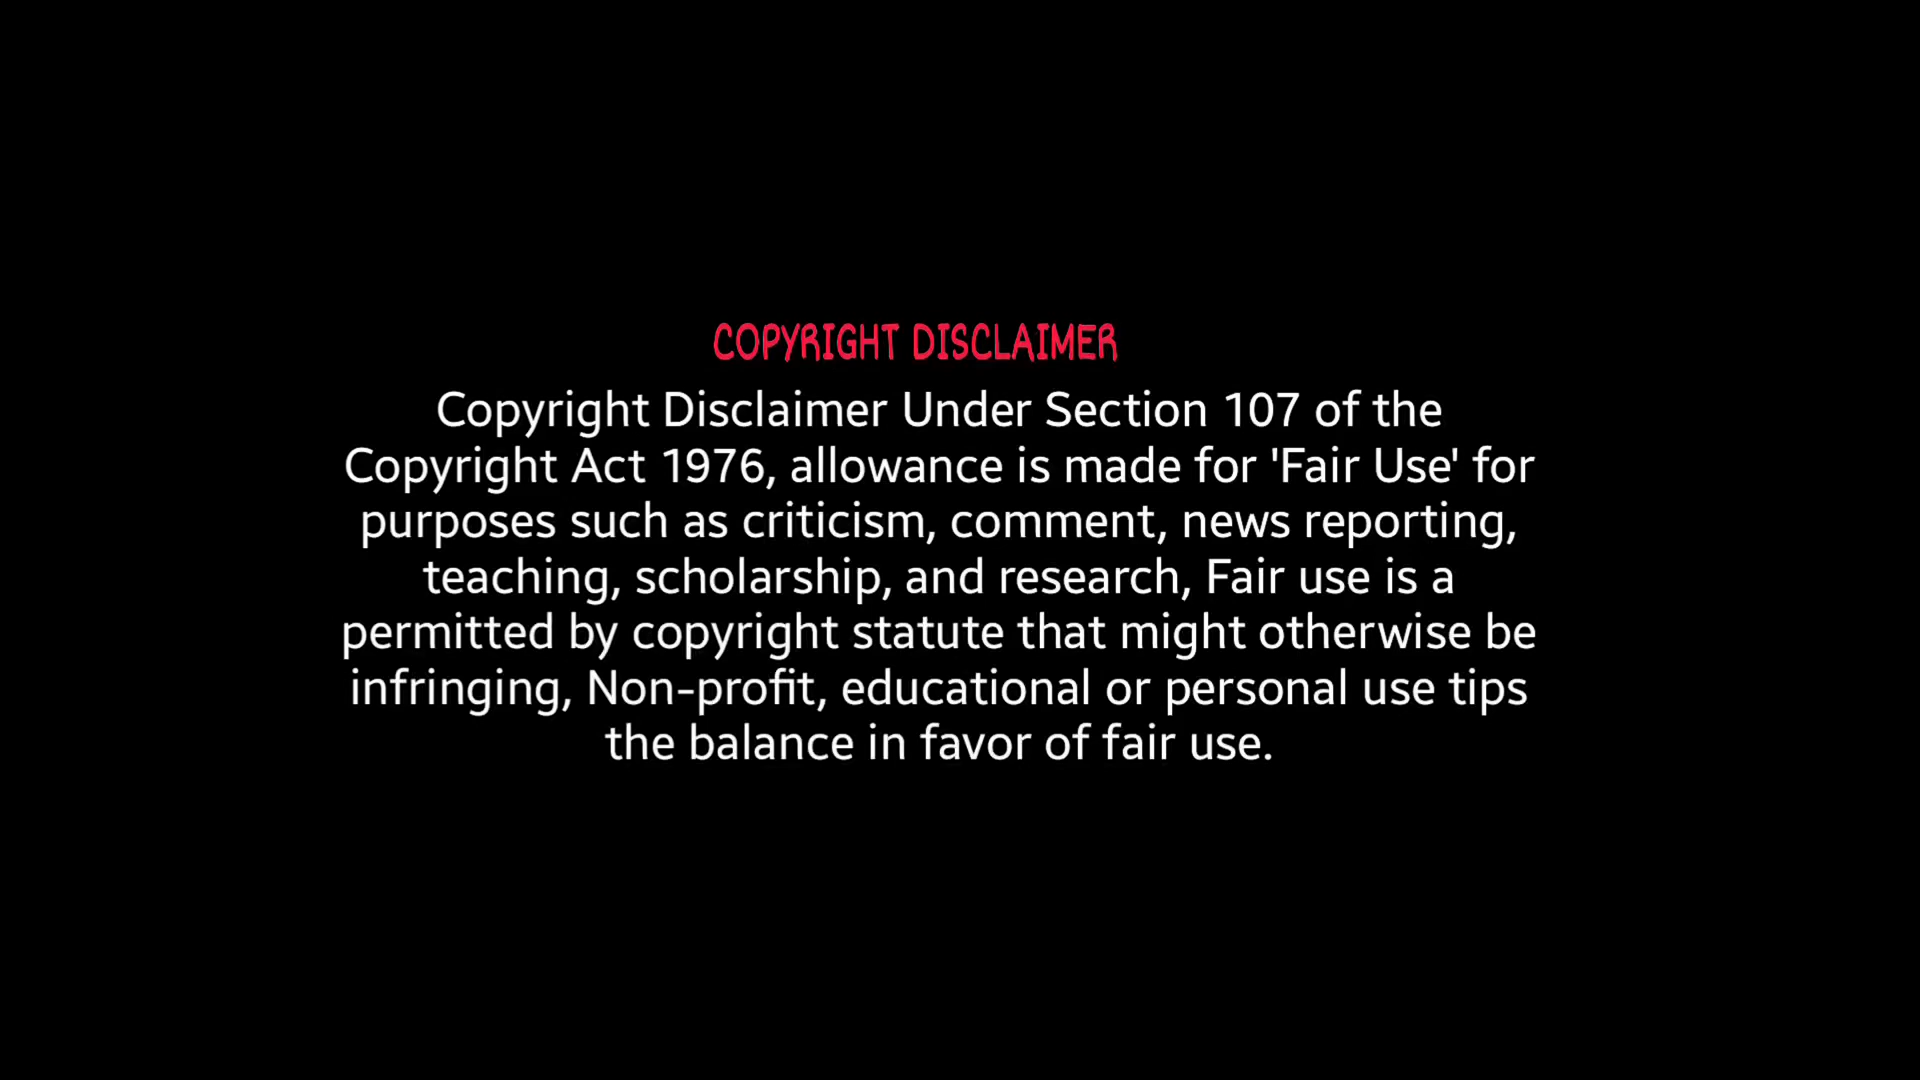 COPYRIGHT DISCLAIMER
Copyright Disclaimer Under Section 107 of the
Copyright Act 1976, allowance is made for 'Fair Use' for
purposes such as criticism, comment, news reporting,
teaching, scholarship, and research, Fair use is a
permitted by copyright statute that might otherwise be
infringing, Non-profit, educational or personal use tips
the balance in favor of fair use.